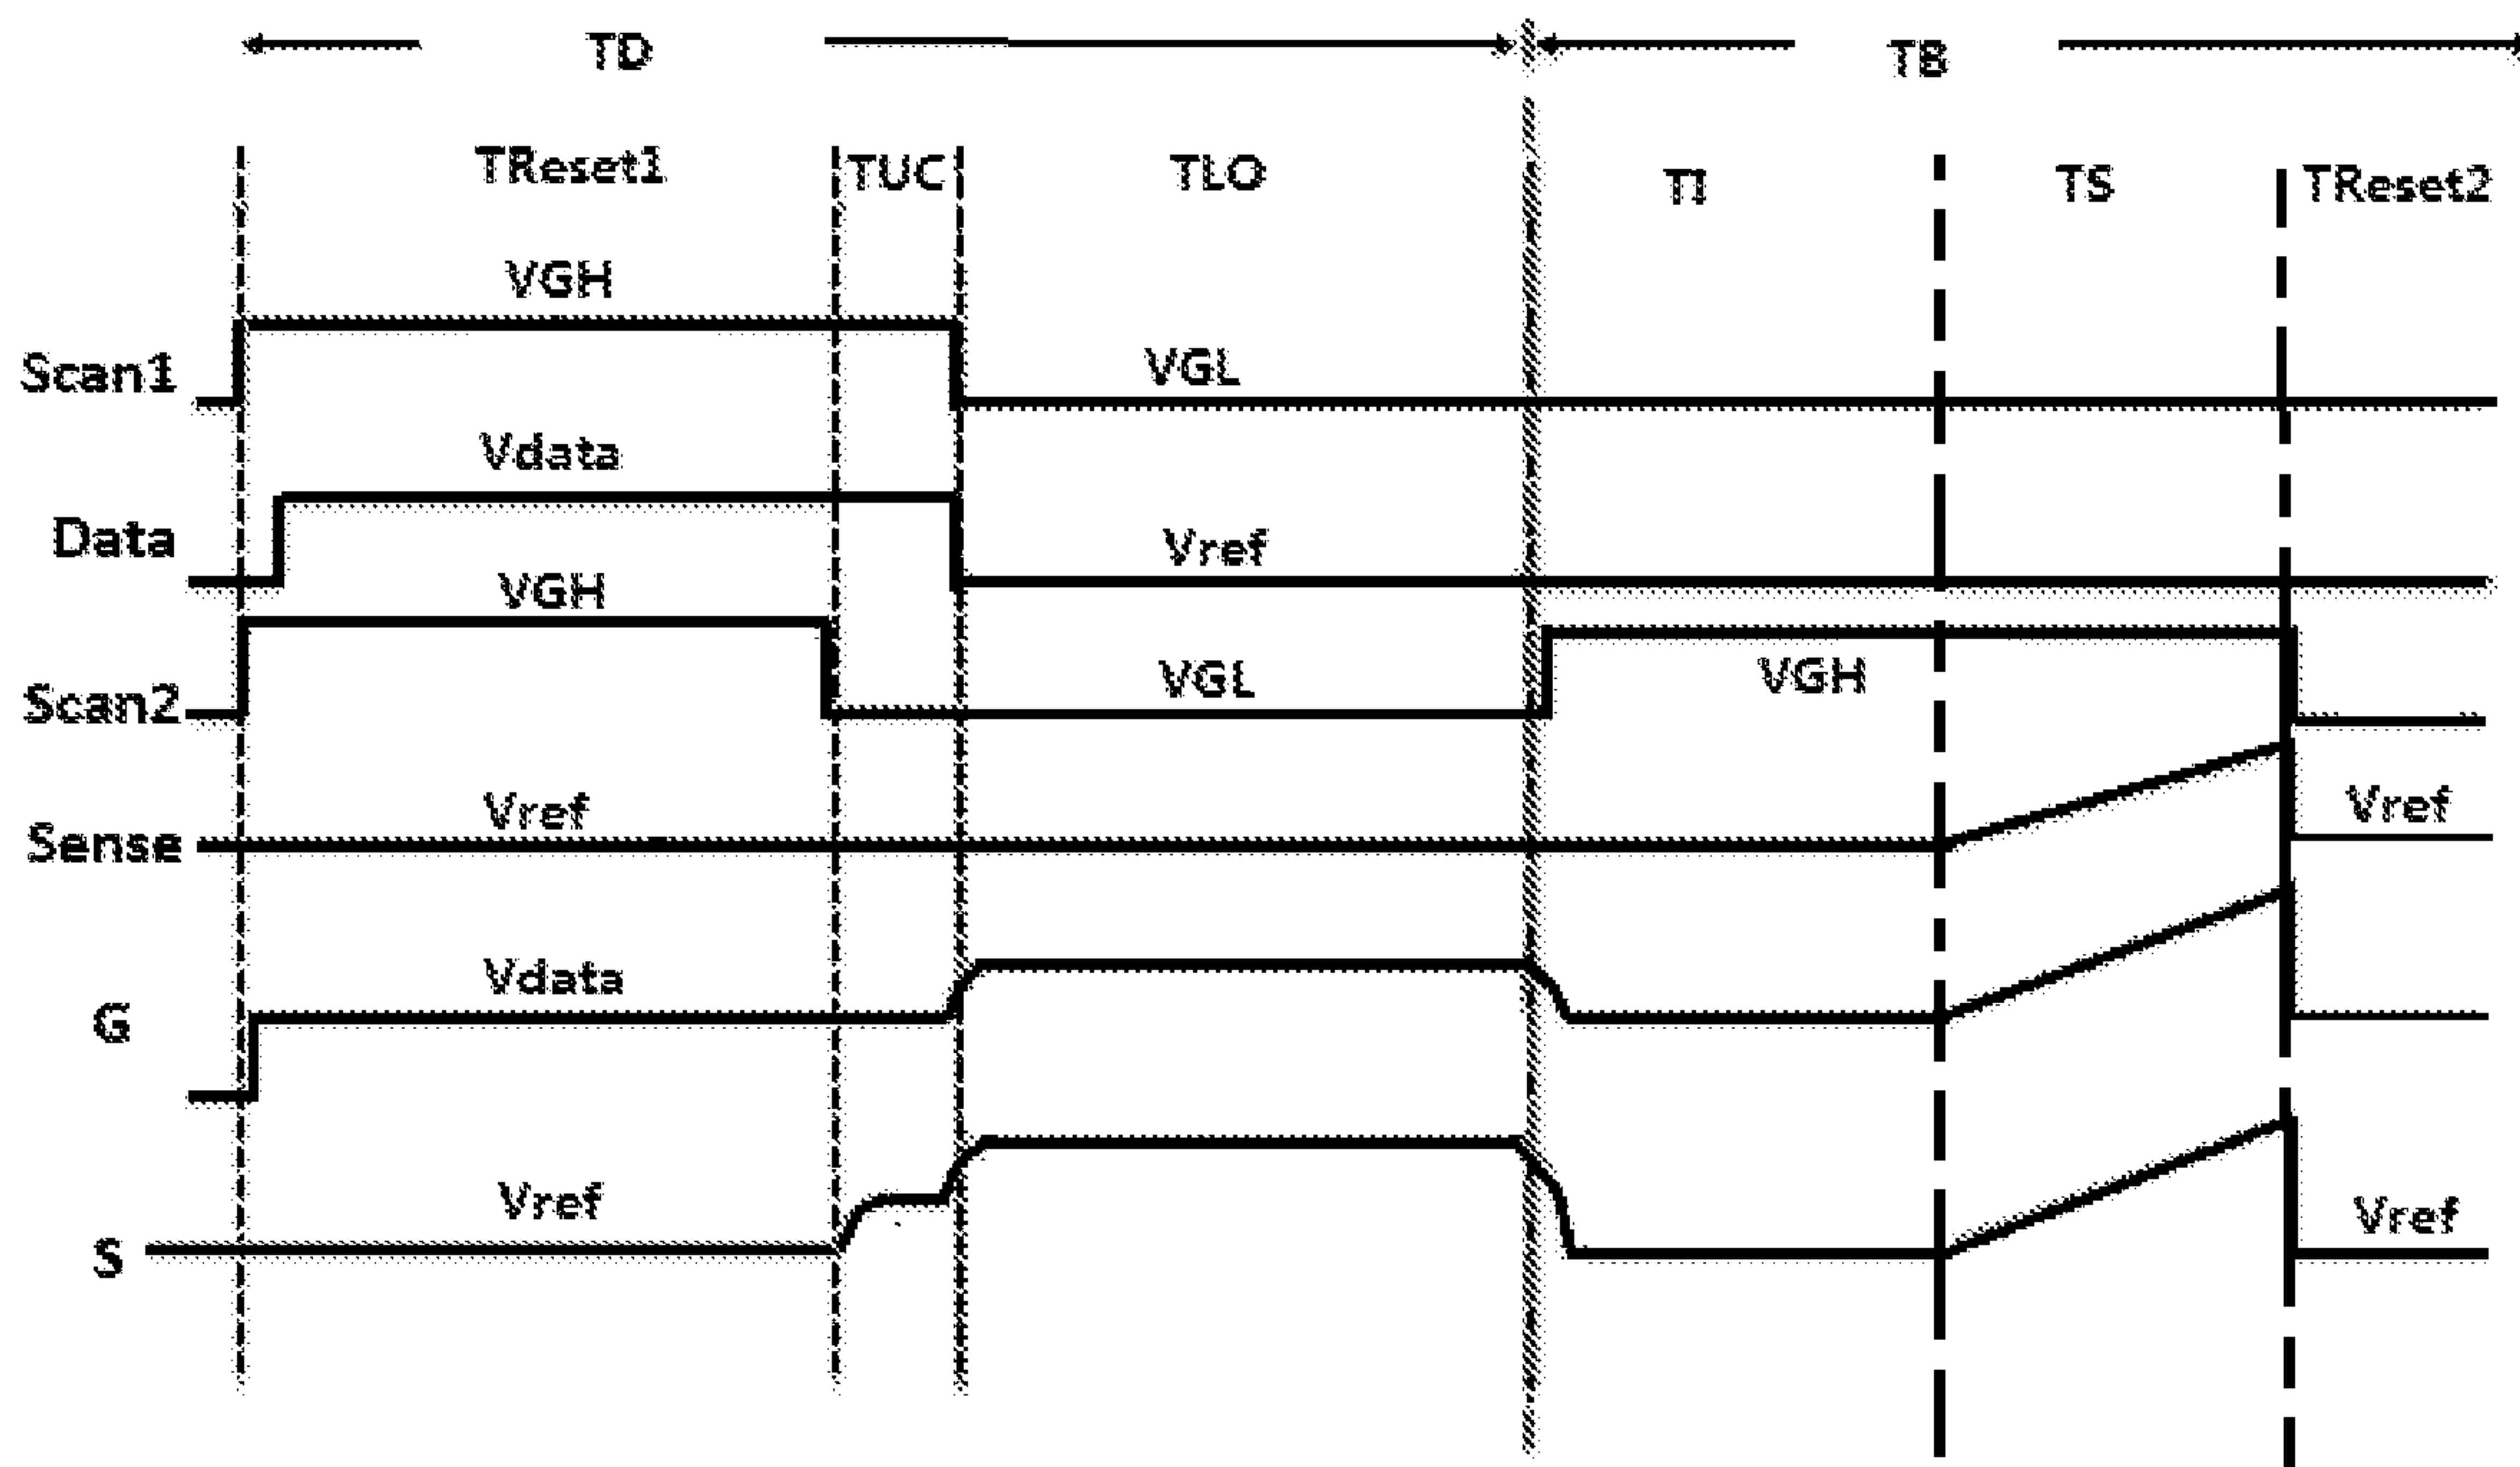 TD TB
TReset1 TUC TLO TI TS TReset2
VGH
Scan1 VGL
Vdata
Data Vref
VGH
Scan2 VGL VGH
Sense Vref Vref
G Vdata
S Vref Vref